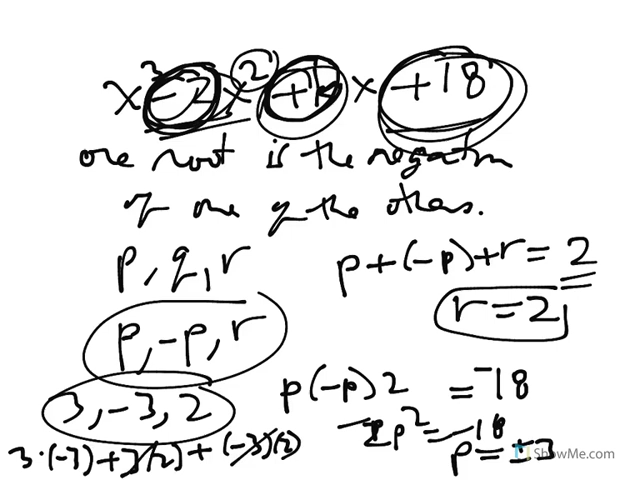 x³ -2x² +kx +18
one root is the negation
of one of the others.
p, q, r
p+(-p)+r=2
r=2
p, -p, r
p(-p)2 = -18
3, -3, 2
-2p² = -18
3·(-3)+3(2)+(-3)(2)
p=±3
ShowMe.com